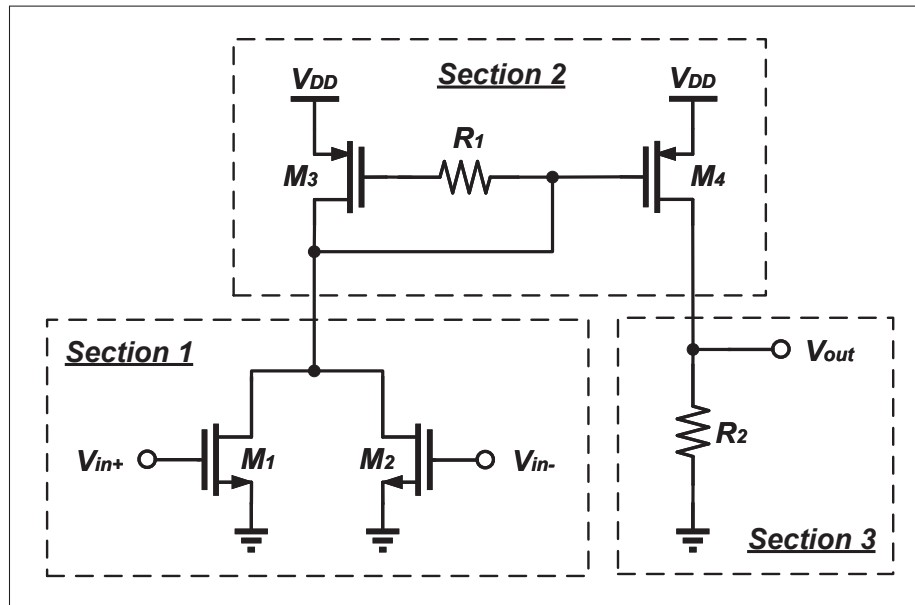 Section 2
VDD
VDD
R1
M3
M4
Section 1
Vin+
M1
M2
Vin-
Vout
R2
Section 3